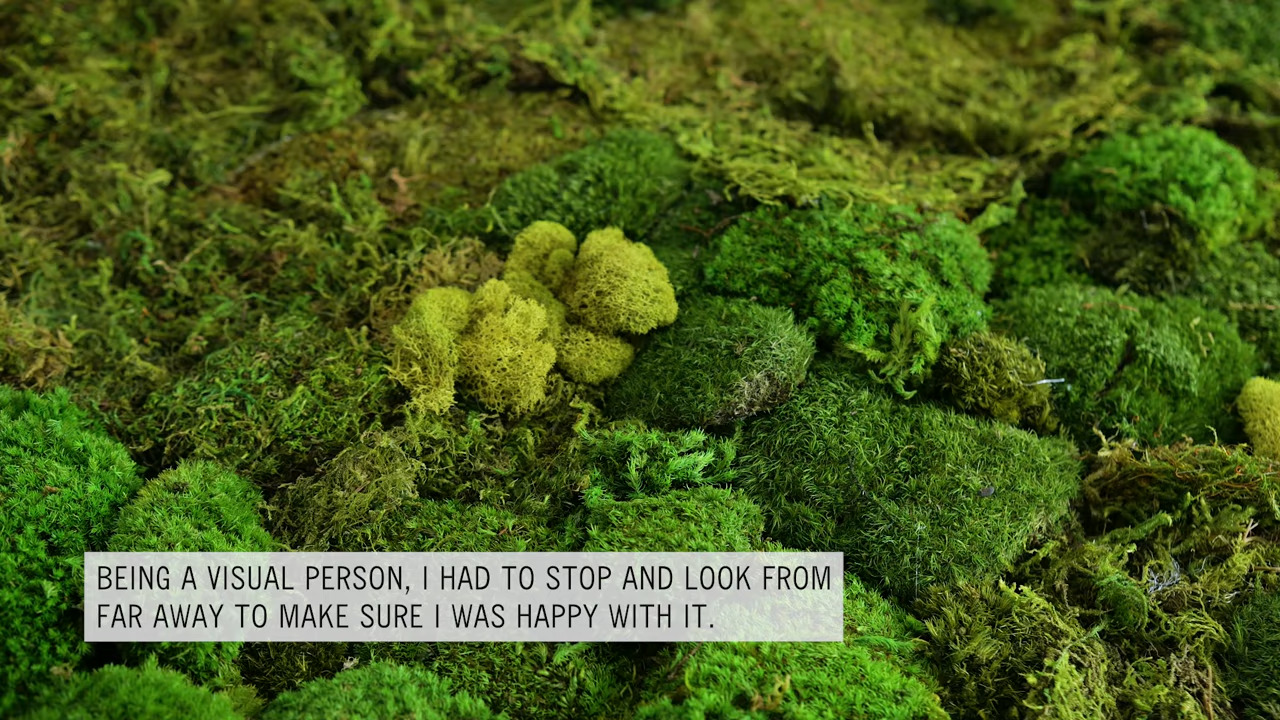 BEING A VISUAL PERSON, I HAD TO STOP AND LOOK FROM
FAR AWAY TO MAKE SURE I WAS HAPPY WITH IT.